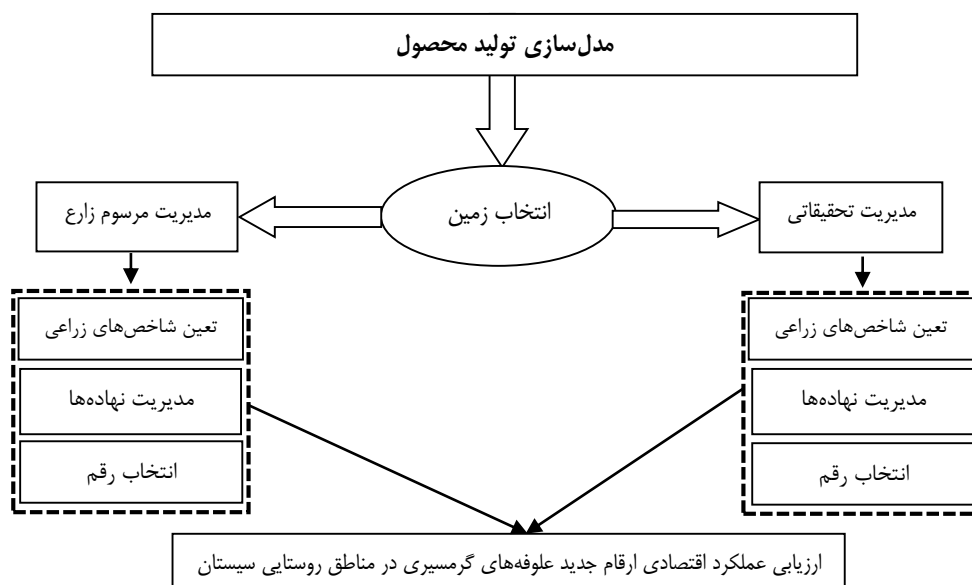 مدل‌سازی تولید محصول
انتخاب زمین
مدیریت تحقیقاتی
مدیریت مرسوم زارع
تعین شاخص‌های زراعی
مدیریت نهاده‌ها
انتخاب رقم
تعین شاخص‌های زراعی
مدیریت نهاده‌ها
انتخاب رقم
ارزیابی عملکرد اقتصادی ارقام جدید علوفه‌های گرمسیری در مناطق روستایی سیستان